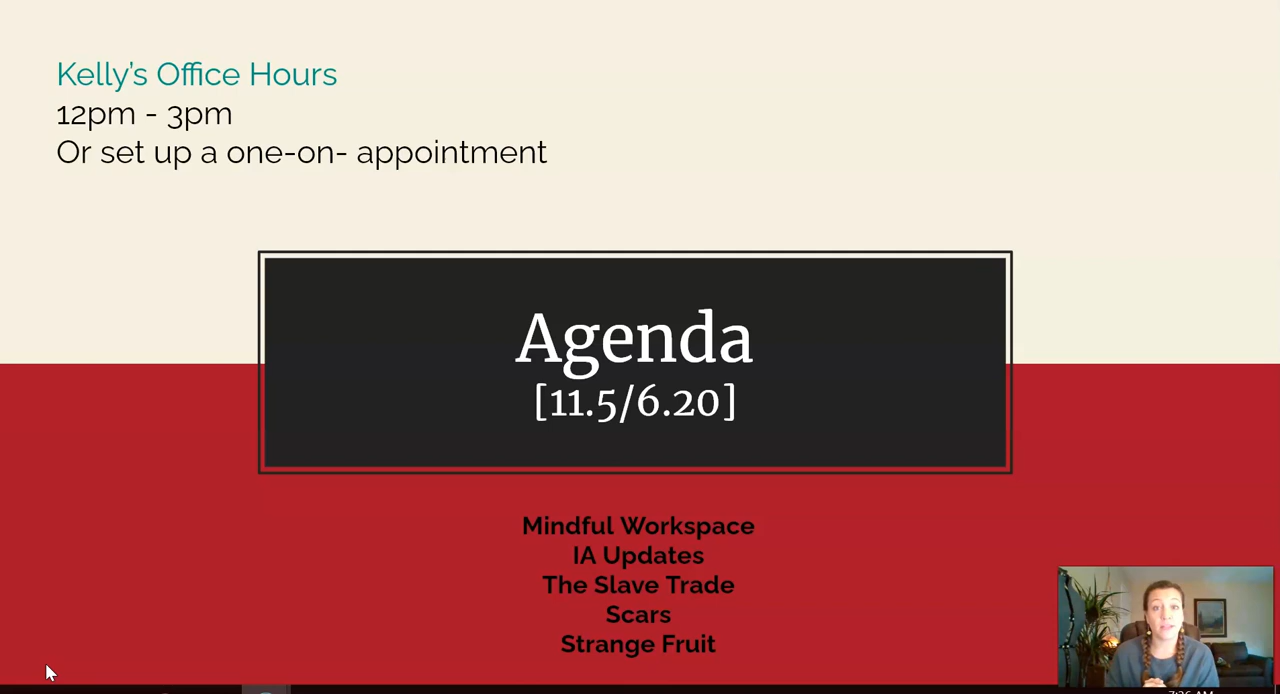 Kelly's Office Hours
12pm - 3pm
Or set up a one-on- appointment
Agenda
[11.5/6.20]
Mindful Workspace
IA Updates
The Slave Trade
Scars
Strange Fruit